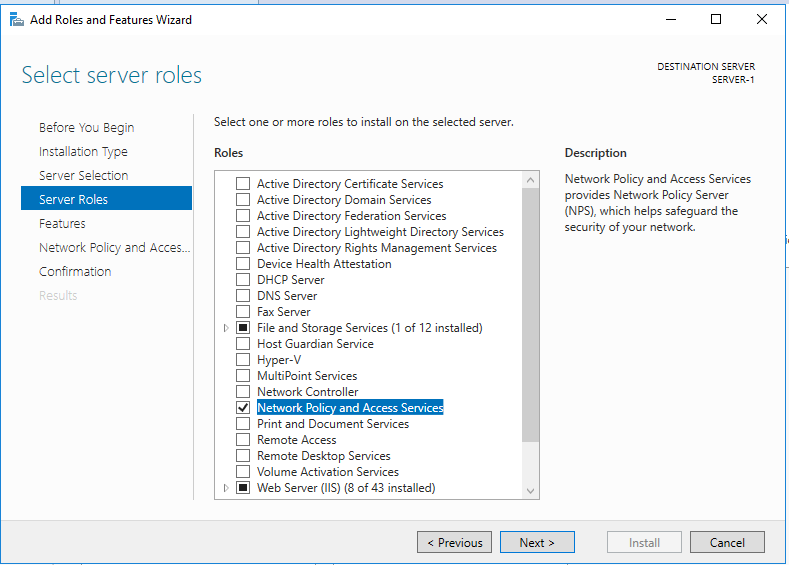 Add Roles and Features Wizard
Select server roles
DESTINATION SERVER
SERVER-1
Before You Begin
Installation Type
Server Selection
Server Roles
Features
Network Policy and Acces...
Confirmation
Results
Select one or more roles to install on the selected server.
Roles
Active Directory Certificate Services
Active Directory Domain Services
Active Directory Federation Services
Active Directory Lightweight Directory Services
Active Directory Rights Management Services
Device Health Attestation
DHCP Server
DNS Server
Fax Server
File and Storage Services (1 of 12 installed)
Host Guardian Service
Hyper-V
MultiPoint Services
Network Controller
Network Policy and Access Services
Print and Document Services
Remote Access
Remote Desktop Services
Volume Activation Services
Web Server (IIS) (8 of 43 installed)
Description
Network Policy and Access Services
provides Network Policy Server
(NPS), which helps safeguard the
security of your network.
< Previous
Next >
Install
Cancel